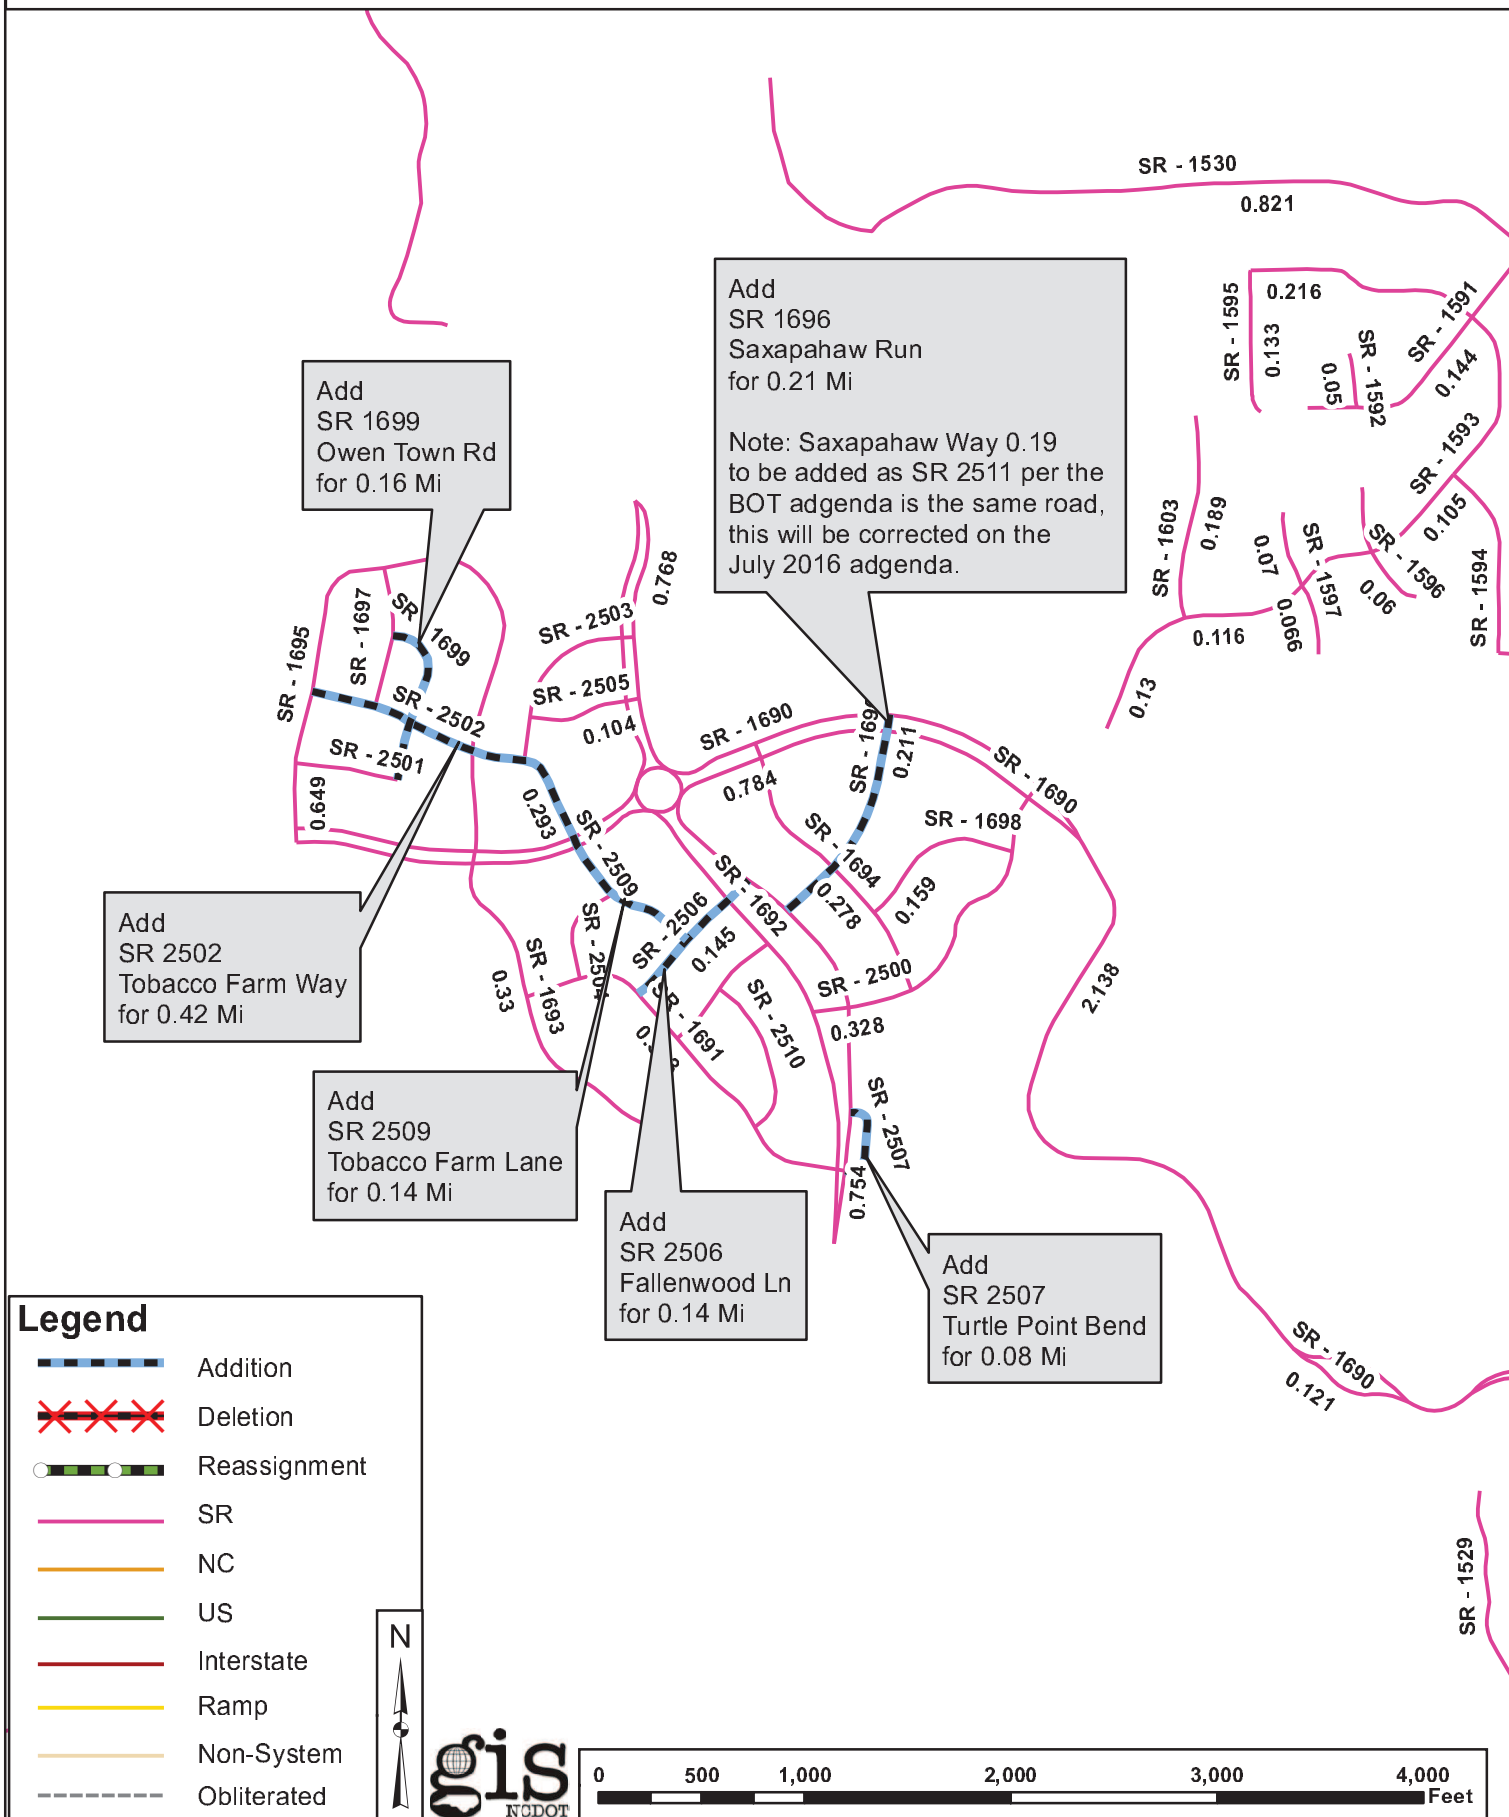 SR - 1530
0.821
Add
SR 1696
Saxapahaw Run
for 0.21 Mi
Note: Saxapahaw Way 0.19
to be added as SR 2511 per the
BOT adgenda is the same road,
this will be corrected on the
July 2016 adgenda.
SR - 1595
0.216
0.133
SR - 1591
0.144
0.05
SR - 1592
SR - 1593
0.105
SR - 1594
SR - 1603
0.189
0.07
SR - 1597
SR - 1596
0.06
0.066
0.116
0.13
Add
SR 1699
Owen Town Rd
for 0.16 Mi
0.768
SR - 2503
SR - 2505
0.104
SR - 1697
SR - 1699
SR - 1695
SR - 2502
SR - 2501
0.649
0.293
SR - 1690
0.784
SR - 169
0.211
SR - 1690
SR - 1698
SR - 1694
0.278
0.159
SR - 2509
SR - 1692
SR - 2506
0.145
SR - 2504
SR - 1693
0.33
SR - 1691
SR - 2510
SR - 2500
0.328
2.138
SR - 2507
0.754
Add
SR 2502
Tobacco Farm Way
for 0.42 Mi
Add
SR 2509
Tobacco Farm Lane
for 0.14 Mi
Add
SR 2506
Fallenwood Ln
for 0.14 Mi
Add
SR 2507
Turtle Point Bend
for 0.08 Mi
SR - 1690
0.121
SR - 1529
Legend
Addition
Deletion
Reassignment
SR
NC
US
Interstate
Ramp
Non-System
Obliterated
N
gis
NCDOT
0 500 1,000 2,000 3,000 4,000
Feet